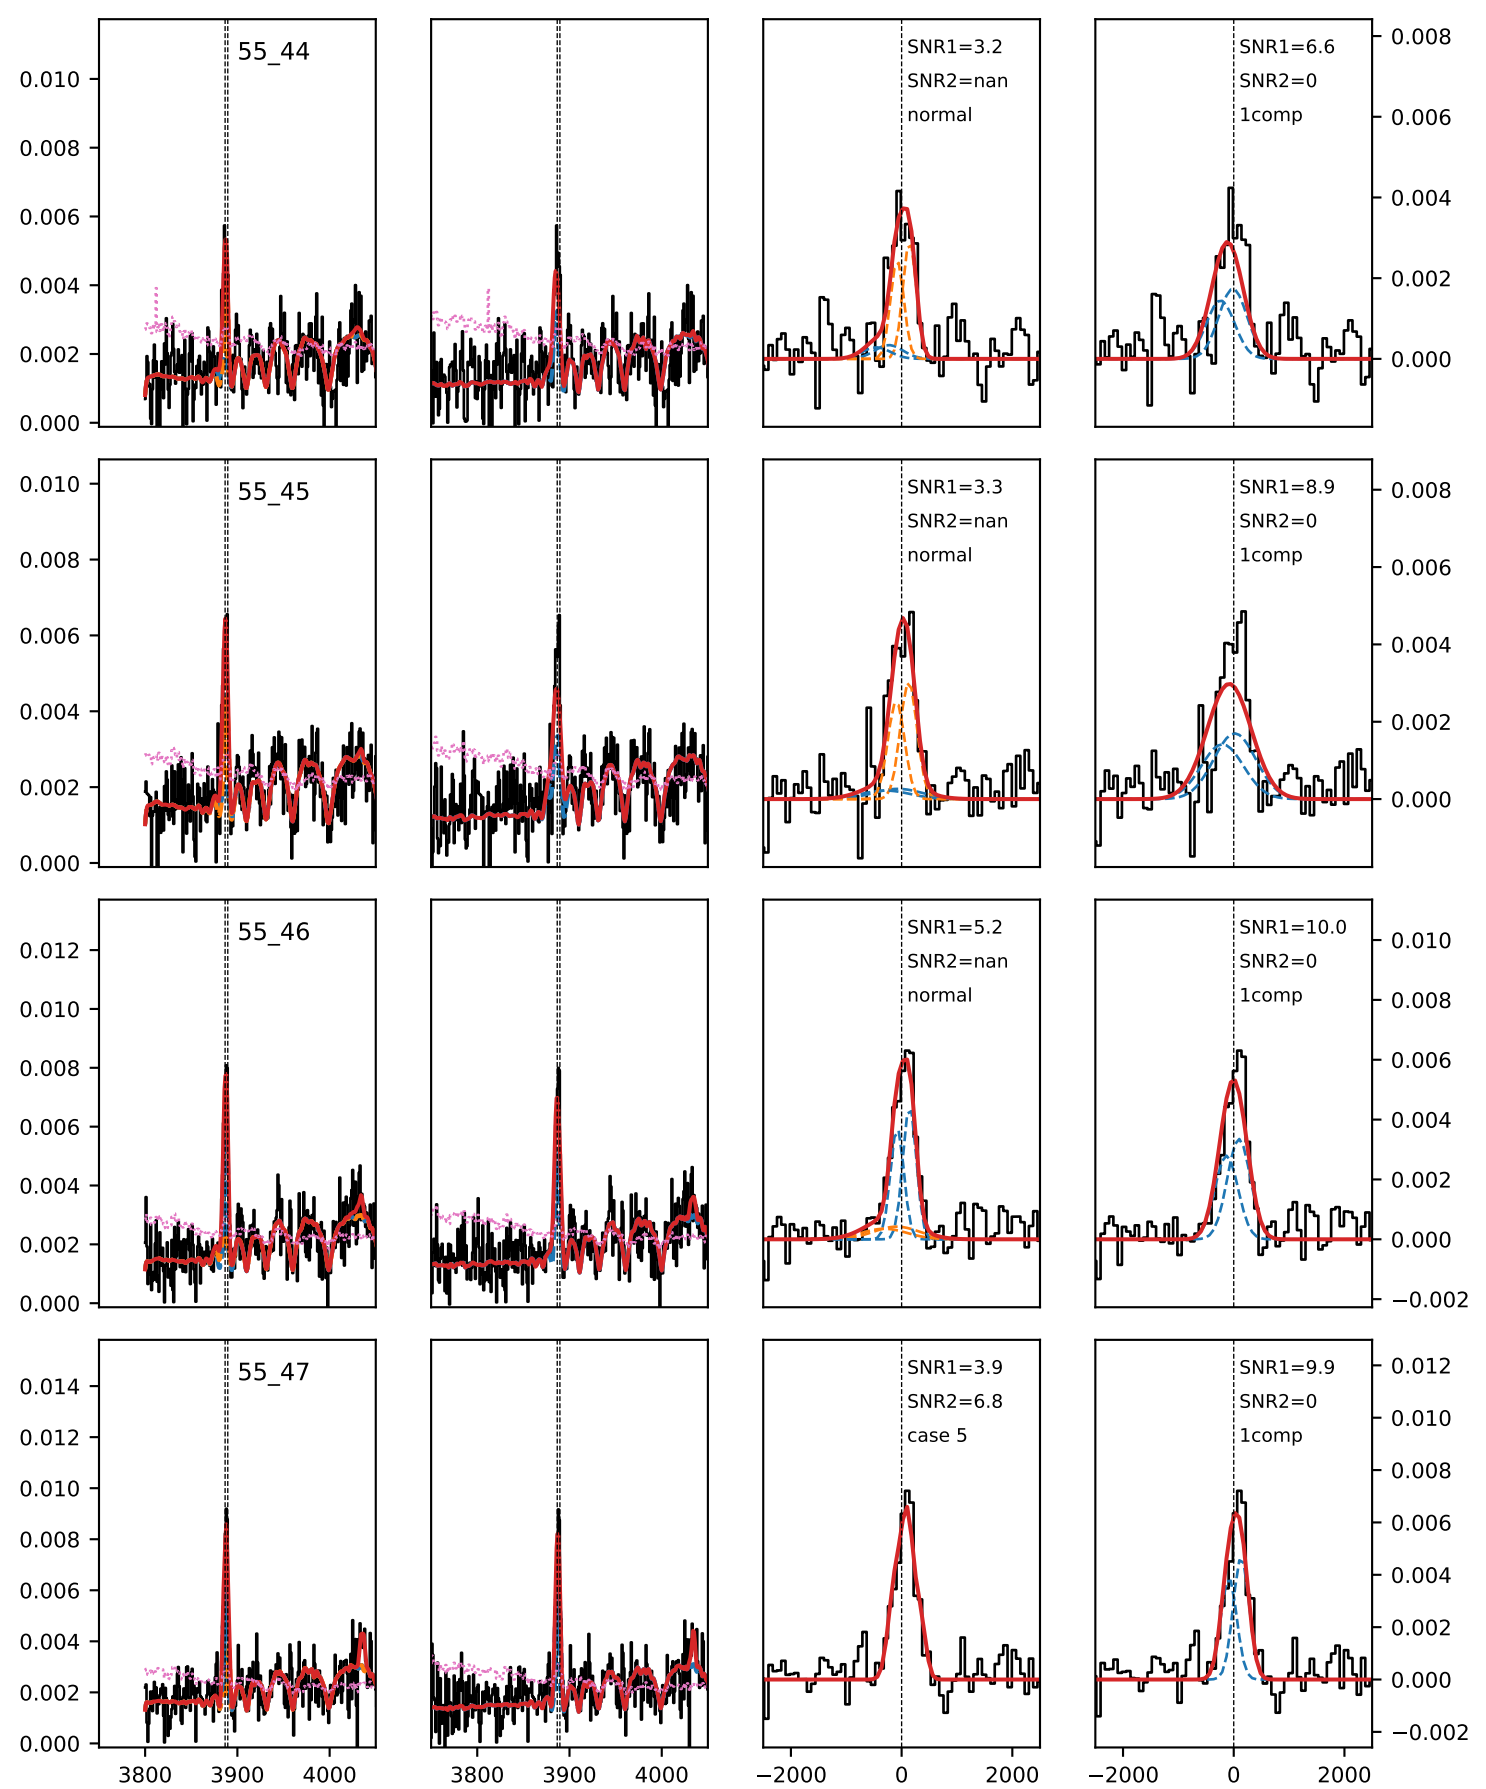 55_44
SNR1=3.2
SNR2=nan
normal
SNR1=6.6
SNR2=0
1comp
0.010
0.008
0.006
0.004
0.002
0.000
0.008
0.006
0.004
0.002
0.000
55_45
SNR1=3.3
SNR2=nan
normal
SNR1=8.9
SNR2=0
1comp
0.010
0.008
0.006
0.004
0.002
0.000
0.008
0.006
0.004
0.002
0.000
55_46
SNR1=5.2
SNR2=nan
normal
SNR1=10.0
SNR2=0
1comp
0.012
0.010
0.008
0.006
0.004
0.002
0.000
0.010
0.008
0.006
0.004
0.002
0.000
−0.002
55_47
SNR1=3.9
SNR2=6.8
case 5
SNR1=9.9
SNR2=0
1comp
0.014
0.012
0.010
0.008
0.006
0.004
0.002
0.000
0.012
0.010
0.008
0.006
0.004
0.002
0.000
−0.002
3800 3900 4000
3800 3900 4000
−2000 0 2000
−2000 0 2000